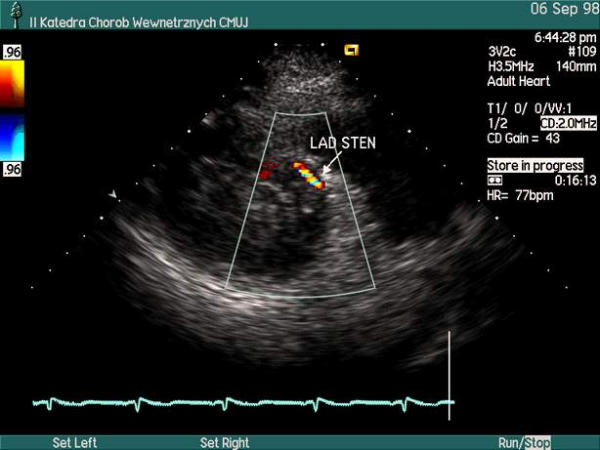 06 Sep 98
II Katedra Chorob Wewnetrznych CMUJ
6:44:28 pm
3V2c #109
H3.5MHz 140mm
Adult Heart
T1/ 0/ 0/VV:1
1/2 CD:2.0MHz
CD Gain = 43
Store in progress
0:16:13
HR= 77bpm
.96
.96
LAD STEN
Set Left Set Right Run/Stop